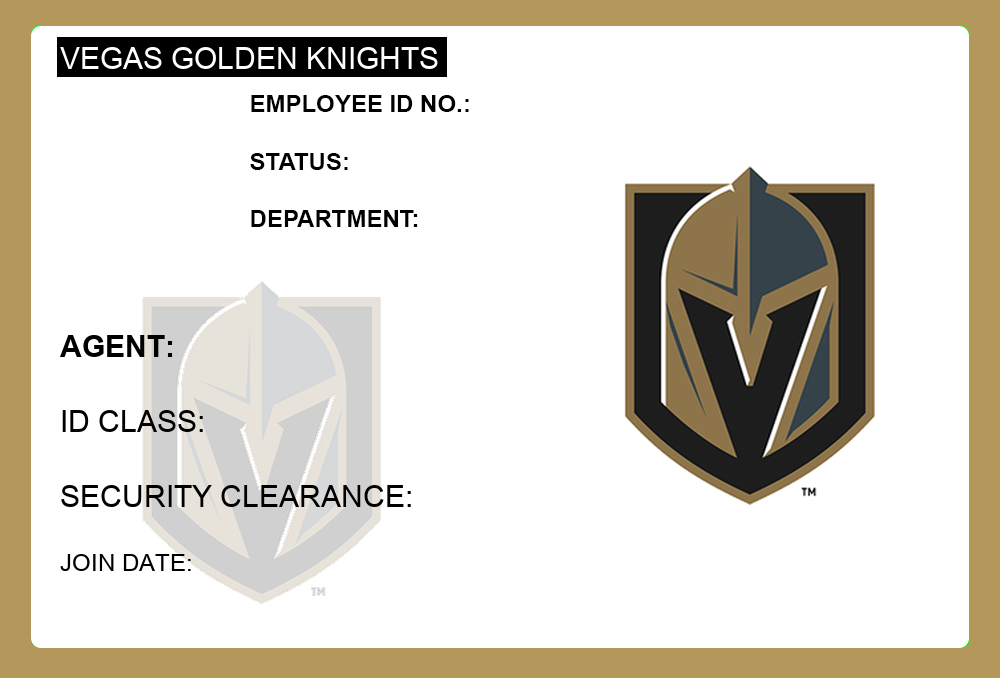 VEGAS GOLDEN KNIGHTS
EMPLOYEE ID NO.:
STATUS:
DEPARTMENT:
AGENT:
ID CLASS:
SECURITY CLEARANCE:
JOIN DATE:
TM
TM